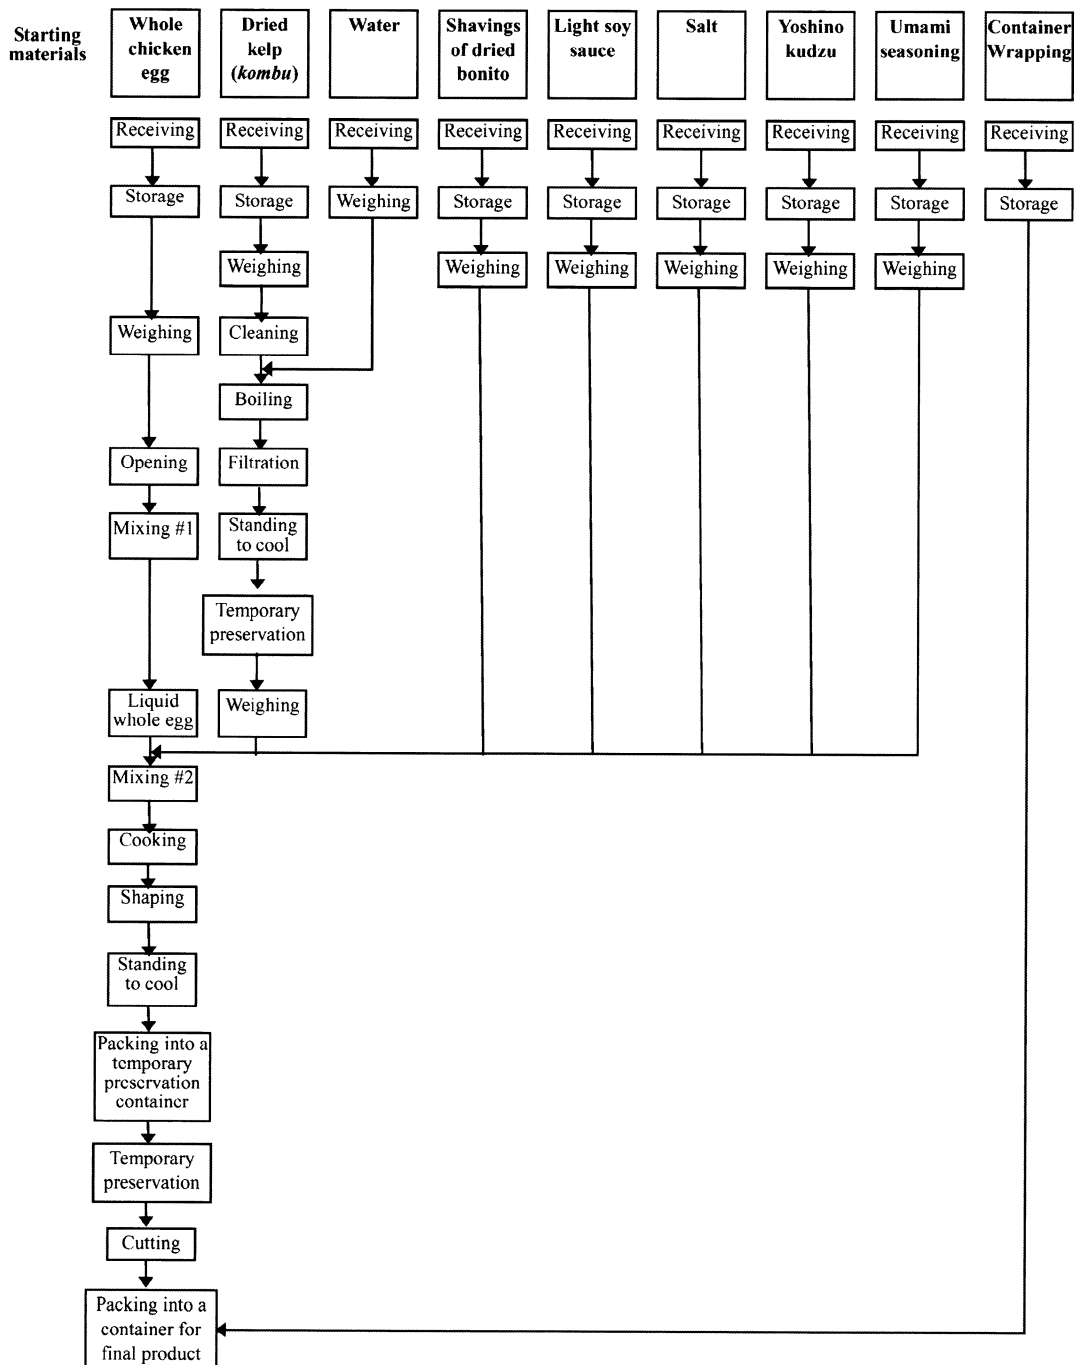 Starting
materials
Whole
chicken
egg
Dried
kelp
(kombu)
Water
Shavings
of dried
bonito
Light soy
sauce
Salt
Yoshino
kudzu
Umami
seasoning
Container
Wrapping
Receiving
Receiving
Receiving
Receiving
Receiving
Receiving
Receiving
Receiving
Receiving
Storage
Storage
Weighing
Storage
Storage
Storage
Storage
Storage
Storage
Weighing
Weighing
Weighing
Weighing
Weighing
Weighing
Weighing
Cleaning
Boiling
Opening
Filtration
Mixing #1
Standing
to cool
Temporary
preservation
Liquid
whole egg
Weighing
Mixing #2
Cooking
Shaping
Standing
to cool
Packing into a
temporary
preservation
container
Temporary
preservation
Cutting
Packing into a
container for
final product